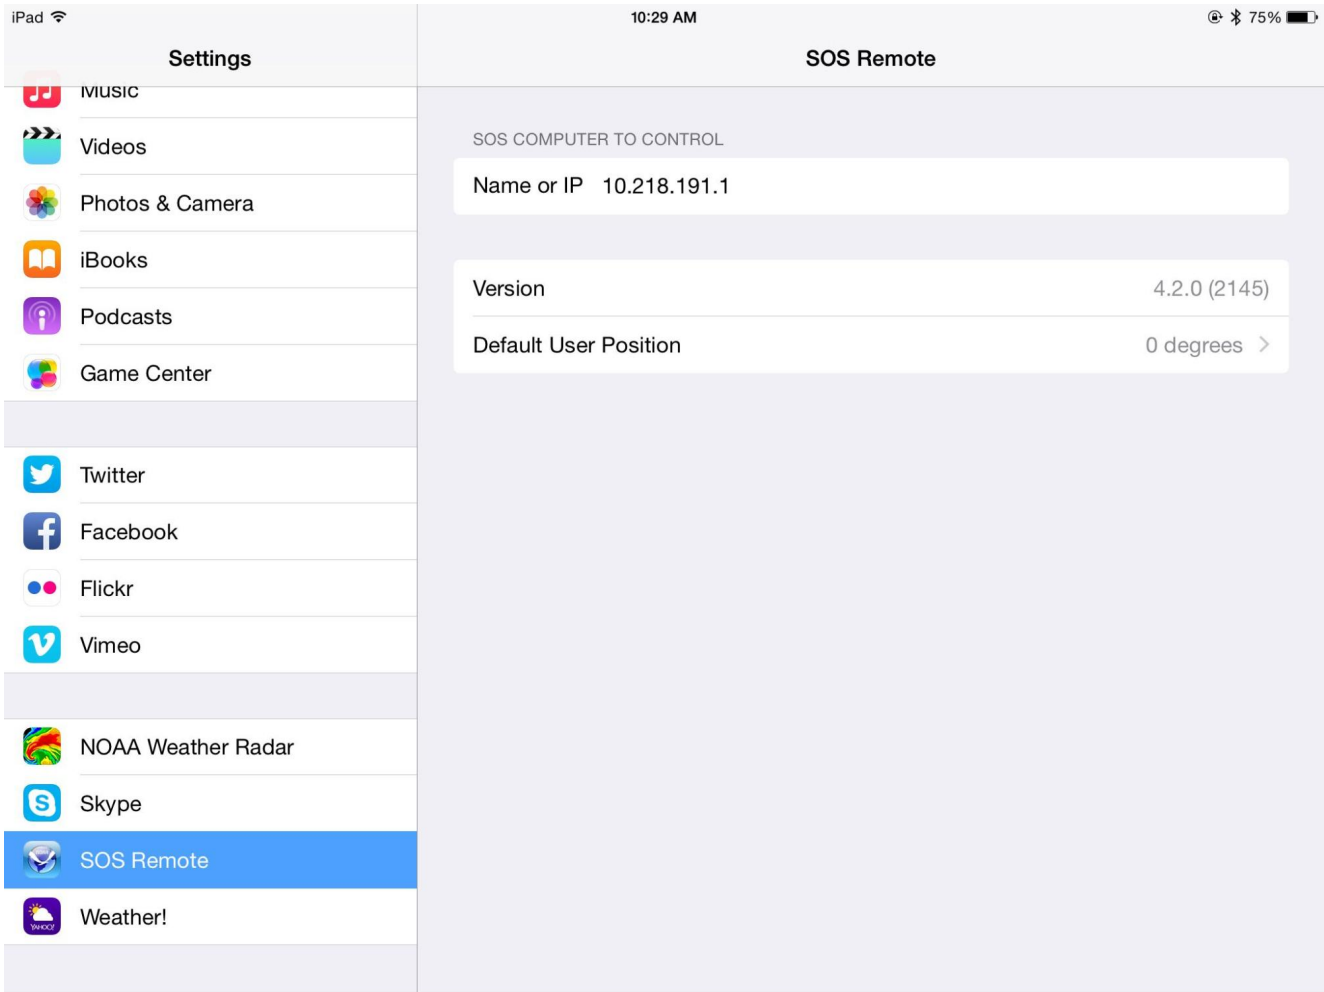 iPad 10:29 AM 75%
Settings SOS Remote
Music
Videos
Photos & Camera
iBooks
Podcasts
Game Center
Twitter
Facebook
Flickr
Vimeo
NOAA Weather Radar
Skype
SOS Remote
YAHOO!
Weather!
SOS COMPUTER TO CONTROL
Name or IP 10.218.191.1
Version 4.2.0 (2145)
Default User Position 0 degrees